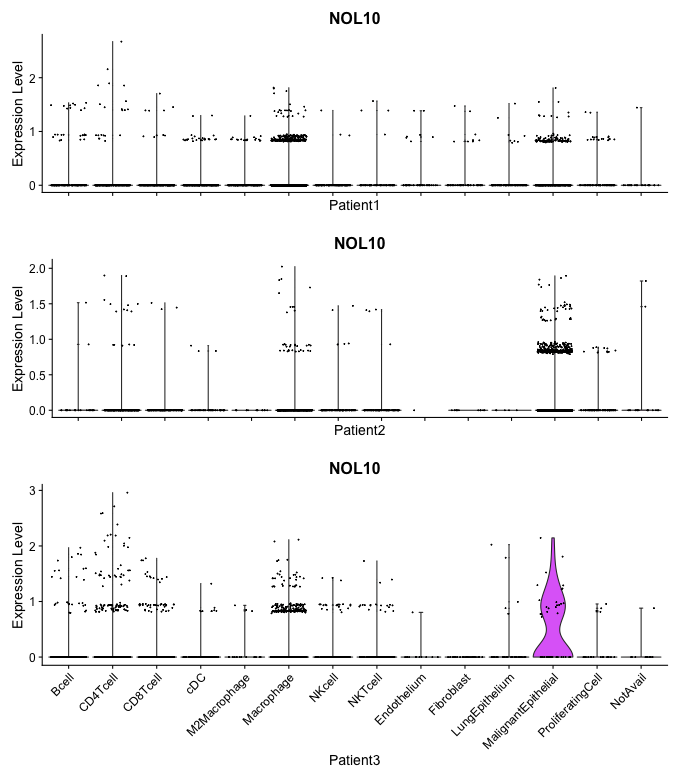 NOL10
Expression Level
2
1
0
Patient1
NOL10
Expression Level
2.0
1.5
1.0
0.5
0.0
Patient2
NOL10
Expression Level
3
2
1
0
Bcell
CD4Tcell
CD8Tcell
cDC
M2Macrophage
Macrophage
NKcell
NKTcell
Endothelium
Fibroblast
LungEpithelium
MalignantEpithelial
ProliferatingCell
NotAvail
Patient3